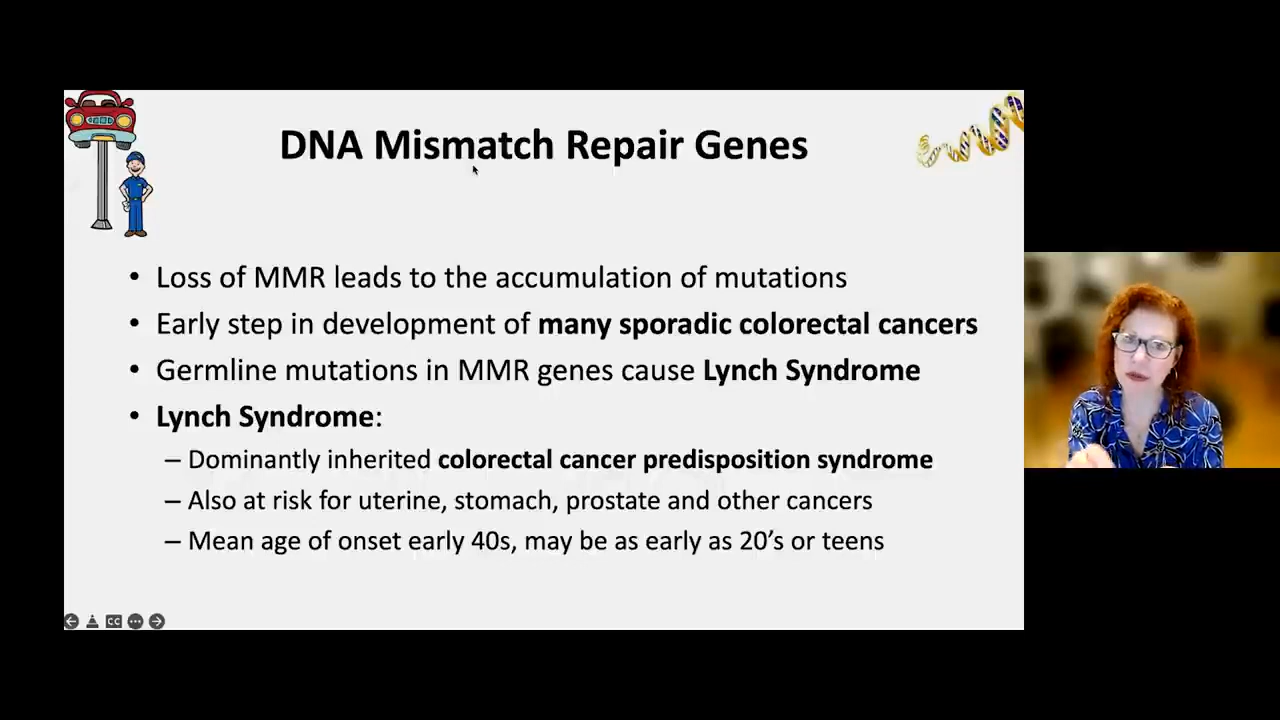 DNA Mismatch Repair Genes
• Loss of MMR leads to the accumulation of mutations
• Early step in development of many sporadic colorectal cancers
• Germline mutations in MMR genes cause Lynch Syndrome
• Lynch Syndrome:
– Dominantly inherited colorectal cancer predisposition syndrome
– Also at risk for uterine, stomach, prostate and other cancers
– Mean age of onset early 40s, may be as early as 20’s or teens
CC